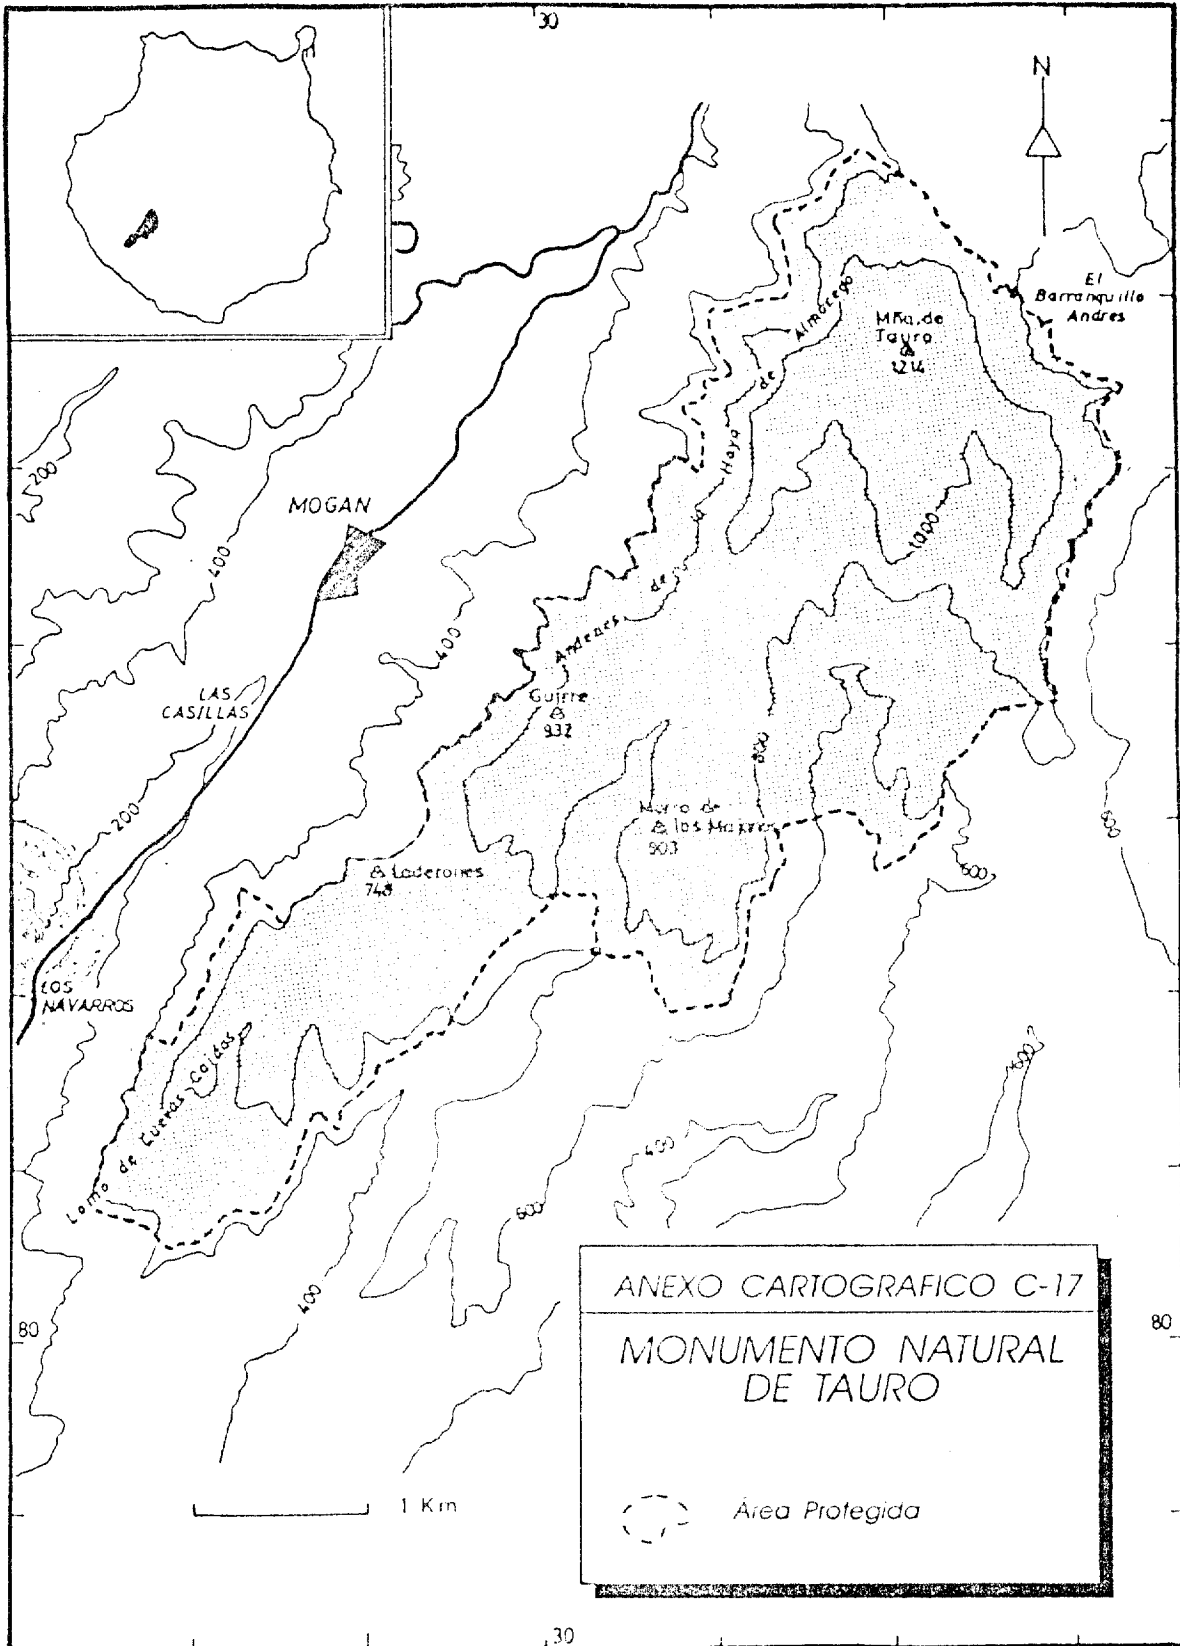 30
N
El
Barranquillo
Andres
Mña. de
Tauro
1214
Andenes de la Haya de Almácego
200
MOGAN
400
1000
400
LAS
CASILLAS
Guirre
932
800
200
Morro de
los
903
Laderones
748
600
LOS
NAVARROS
Lomo de Cuevas Caidas
600
400
600
400
ANEXO CARTOGRAFICO C-17
MONUMENTO NATURAL
DE TAURO
Área Protegida
80
80
1 Km
30